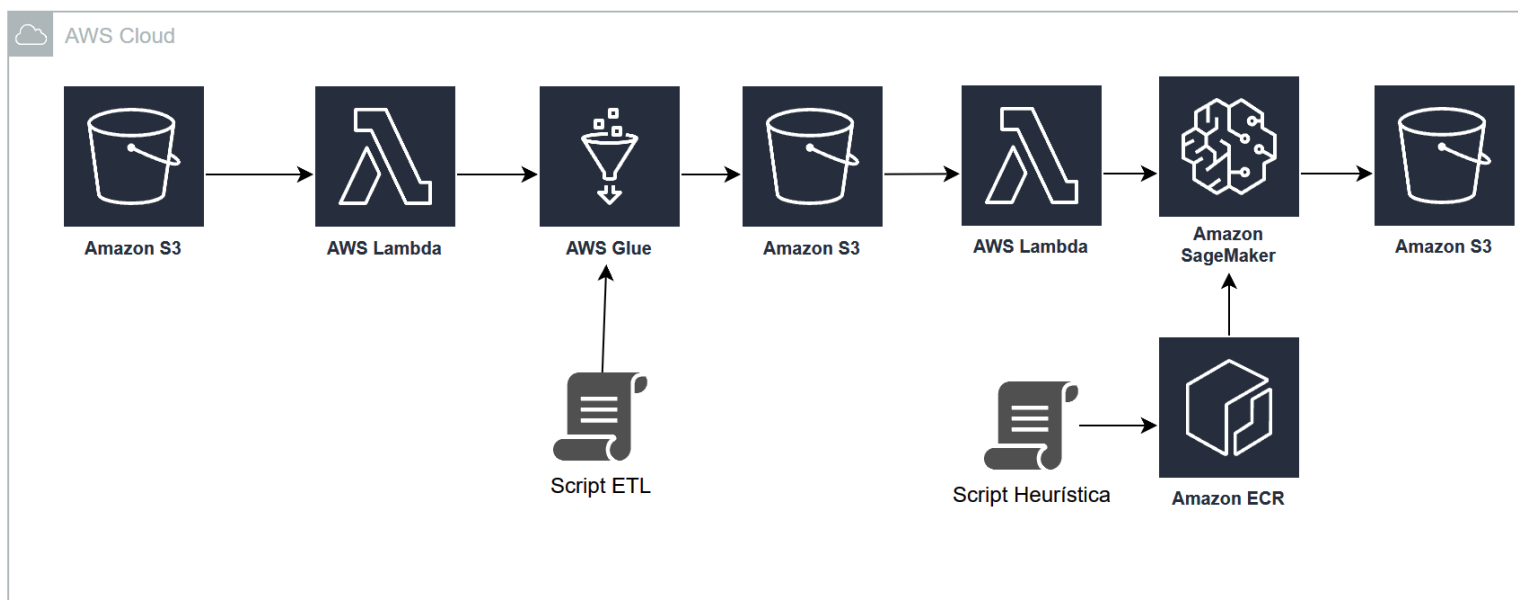 AWS Cloud
Amazon S3
AWS Lambda
AWS Glue
Amazon S3
AWS Lambda
Amazon
SageMaker
Amazon S3
Script ETL
Script Heurística
Amazon ECR